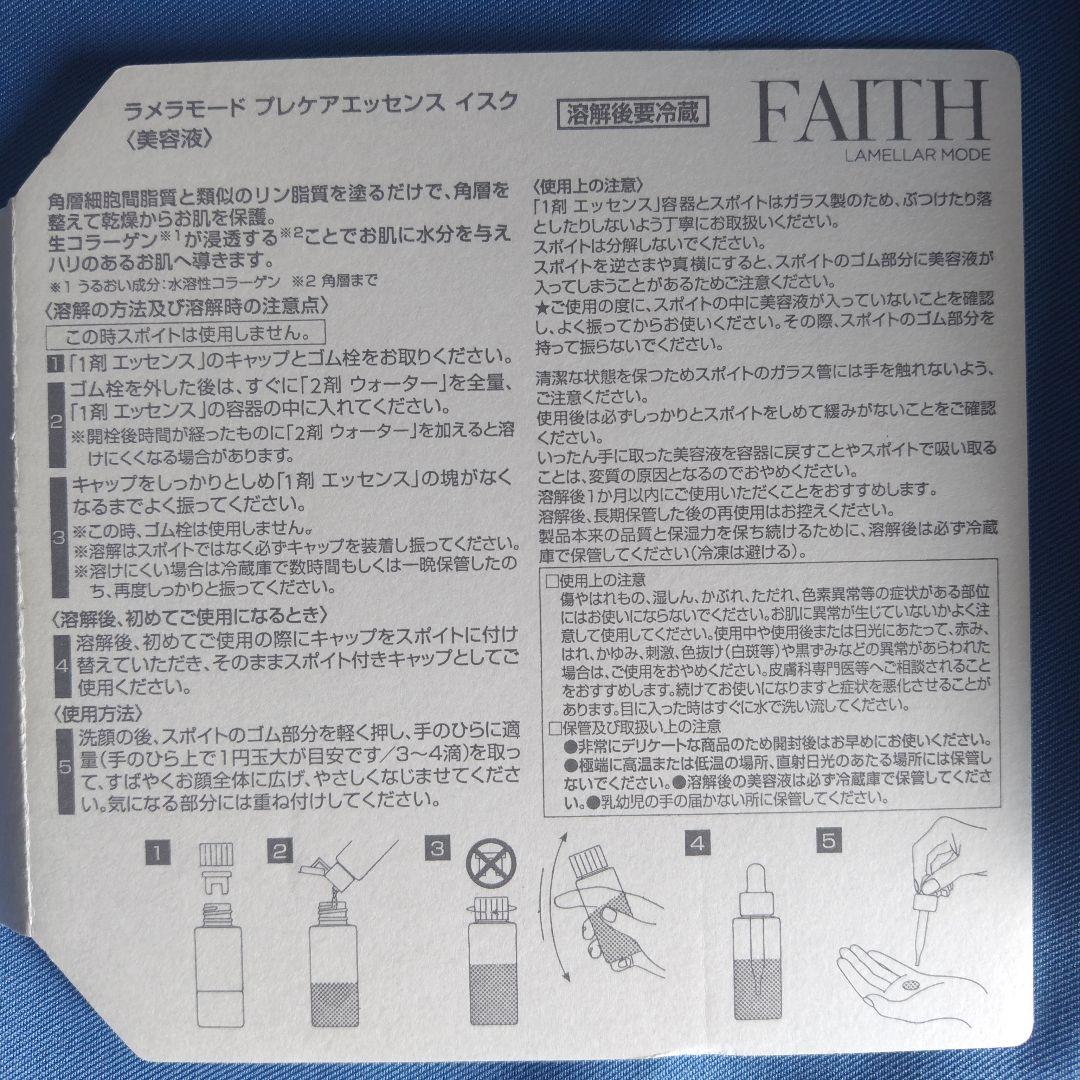 ラメラモード プレケアエッセンス イスク
〈美容液〉
溶解後要冷蔵
FAITH
LAMELLAR MODE
角層細胞間脂質と類似のリン脂質を塗るだけで、角層を
整えて乾燥からお肌を保護。
生コラーゲン※1が浸透する※2ことでお肌に水分を与え
ハリのあるお肌へ導きます。
※1 うるおい成分：水溶性コラーゲン ※2 角層まで
〈溶解の方法及び溶解時の注意点〉
この時スポイトは使用しません。
1 「1剤 エッセンス」のキャップとゴム栓をお取りください。
2 ゴム栓を外した後は、すぐに「2剤 ウォーター」を全量、
「1剤 エッセンス」の容器の中に入れてください。
※開栓後時間が経ったものに「2剤 ウォーター」を加えると溶
けにくくなる場合があります。
3 キャップをしっかりとしめ「1剤 エッセンス」の塊がなく
なるまでよく振ってください。
※この時、ゴム栓は使用しません。
※溶解はスポイトではなく必ずキャップを装着し振ってください。
※溶けにくい場合は冷蔵庫で数時間もしくは一晩保管したの
ち、再度しっかりと振ってください。
〈溶解後、初めてご使用になるとき〉
4 溶解後、初めてご使用の際にキャップをスポイトに付け
替えていただき、そのままスポイト付きキャップとしてご
使用ください。
〈使用方法〉
5 洗顔の後、スポイトのゴム部分を軽く押し、手のひらに適
量(手のひら上で1円玉大が目安です/3〜4滴)を取っ
て、すばやくお顔全体に広げ、やさしくなじませてくださ
い。気になる部分には重ね付けしてください。
〈使用上の注意〉
「1剤 エッセンス」容器とスポイトはガラス製のため、ぶつけたり落
としたりしないよう丁寧にお取扱いください。
スポイトは分解しないでください。
スポイトを逆さまや真横にすると、スポイトのゴム部分に美容液が
入ってしまうことがあるためご注意ください。
★ご使用の度に、スポイトの中に美容液が入っていないことを確認
し、よく振ってからお使いください。その際、スポイトのゴム部分を
持って振らないでください。
清潔な状態を保つためスポイトのガラス管には手を触れないよう、
ご注意ください。
使用後は必ずしっかりとスポイトをしめて緩みがないことをご確認
ください。
いったん手に取った美容液を容器に戻すことやスポイトで吸い取る
ことは、変質の原因となるのでおやめください。
溶解後1か月以内にご使用いただくことをおすすめします。
溶解後、長期保管した後の再使用はお控えください。
製品本来の品質と保湿力を保ち続けるために、溶解後は必ず冷蔵
庫で保管してください(冷凍は避ける)。
□使用上の注意
傷やはれもの、湿しん、かぶれ、ただれ、色素異常等の症状がある部位
にはお使いにならないでください。お肌に異常が生じていないかよく注
意して使用してください。使用中や使用後または日光にあたって、赤み、
はれ、かゆみ、刺激、色抜け(白斑等)や黒ずみなどの異常があらわれた
場合は、ご使用をおやめください。皮膚科専門医等へご相談されること
をおすすめします。続けてお使いになりますと症状を悪化させることが
あります。目に入った時はすぐに水で洗い流してください。
□保管及び取扱い上の注意
●非常にデリケートな商品のため開封後はお早めにお使いください。
●極端に高温または低温の場所、直射日光のあたる場所には保管し
ないでください。●溶解後の美容液は必ず冷蔵庫で保管してくださ
い。●乳幼児の手の届かない所に保管してください。
1 2 3 4 5